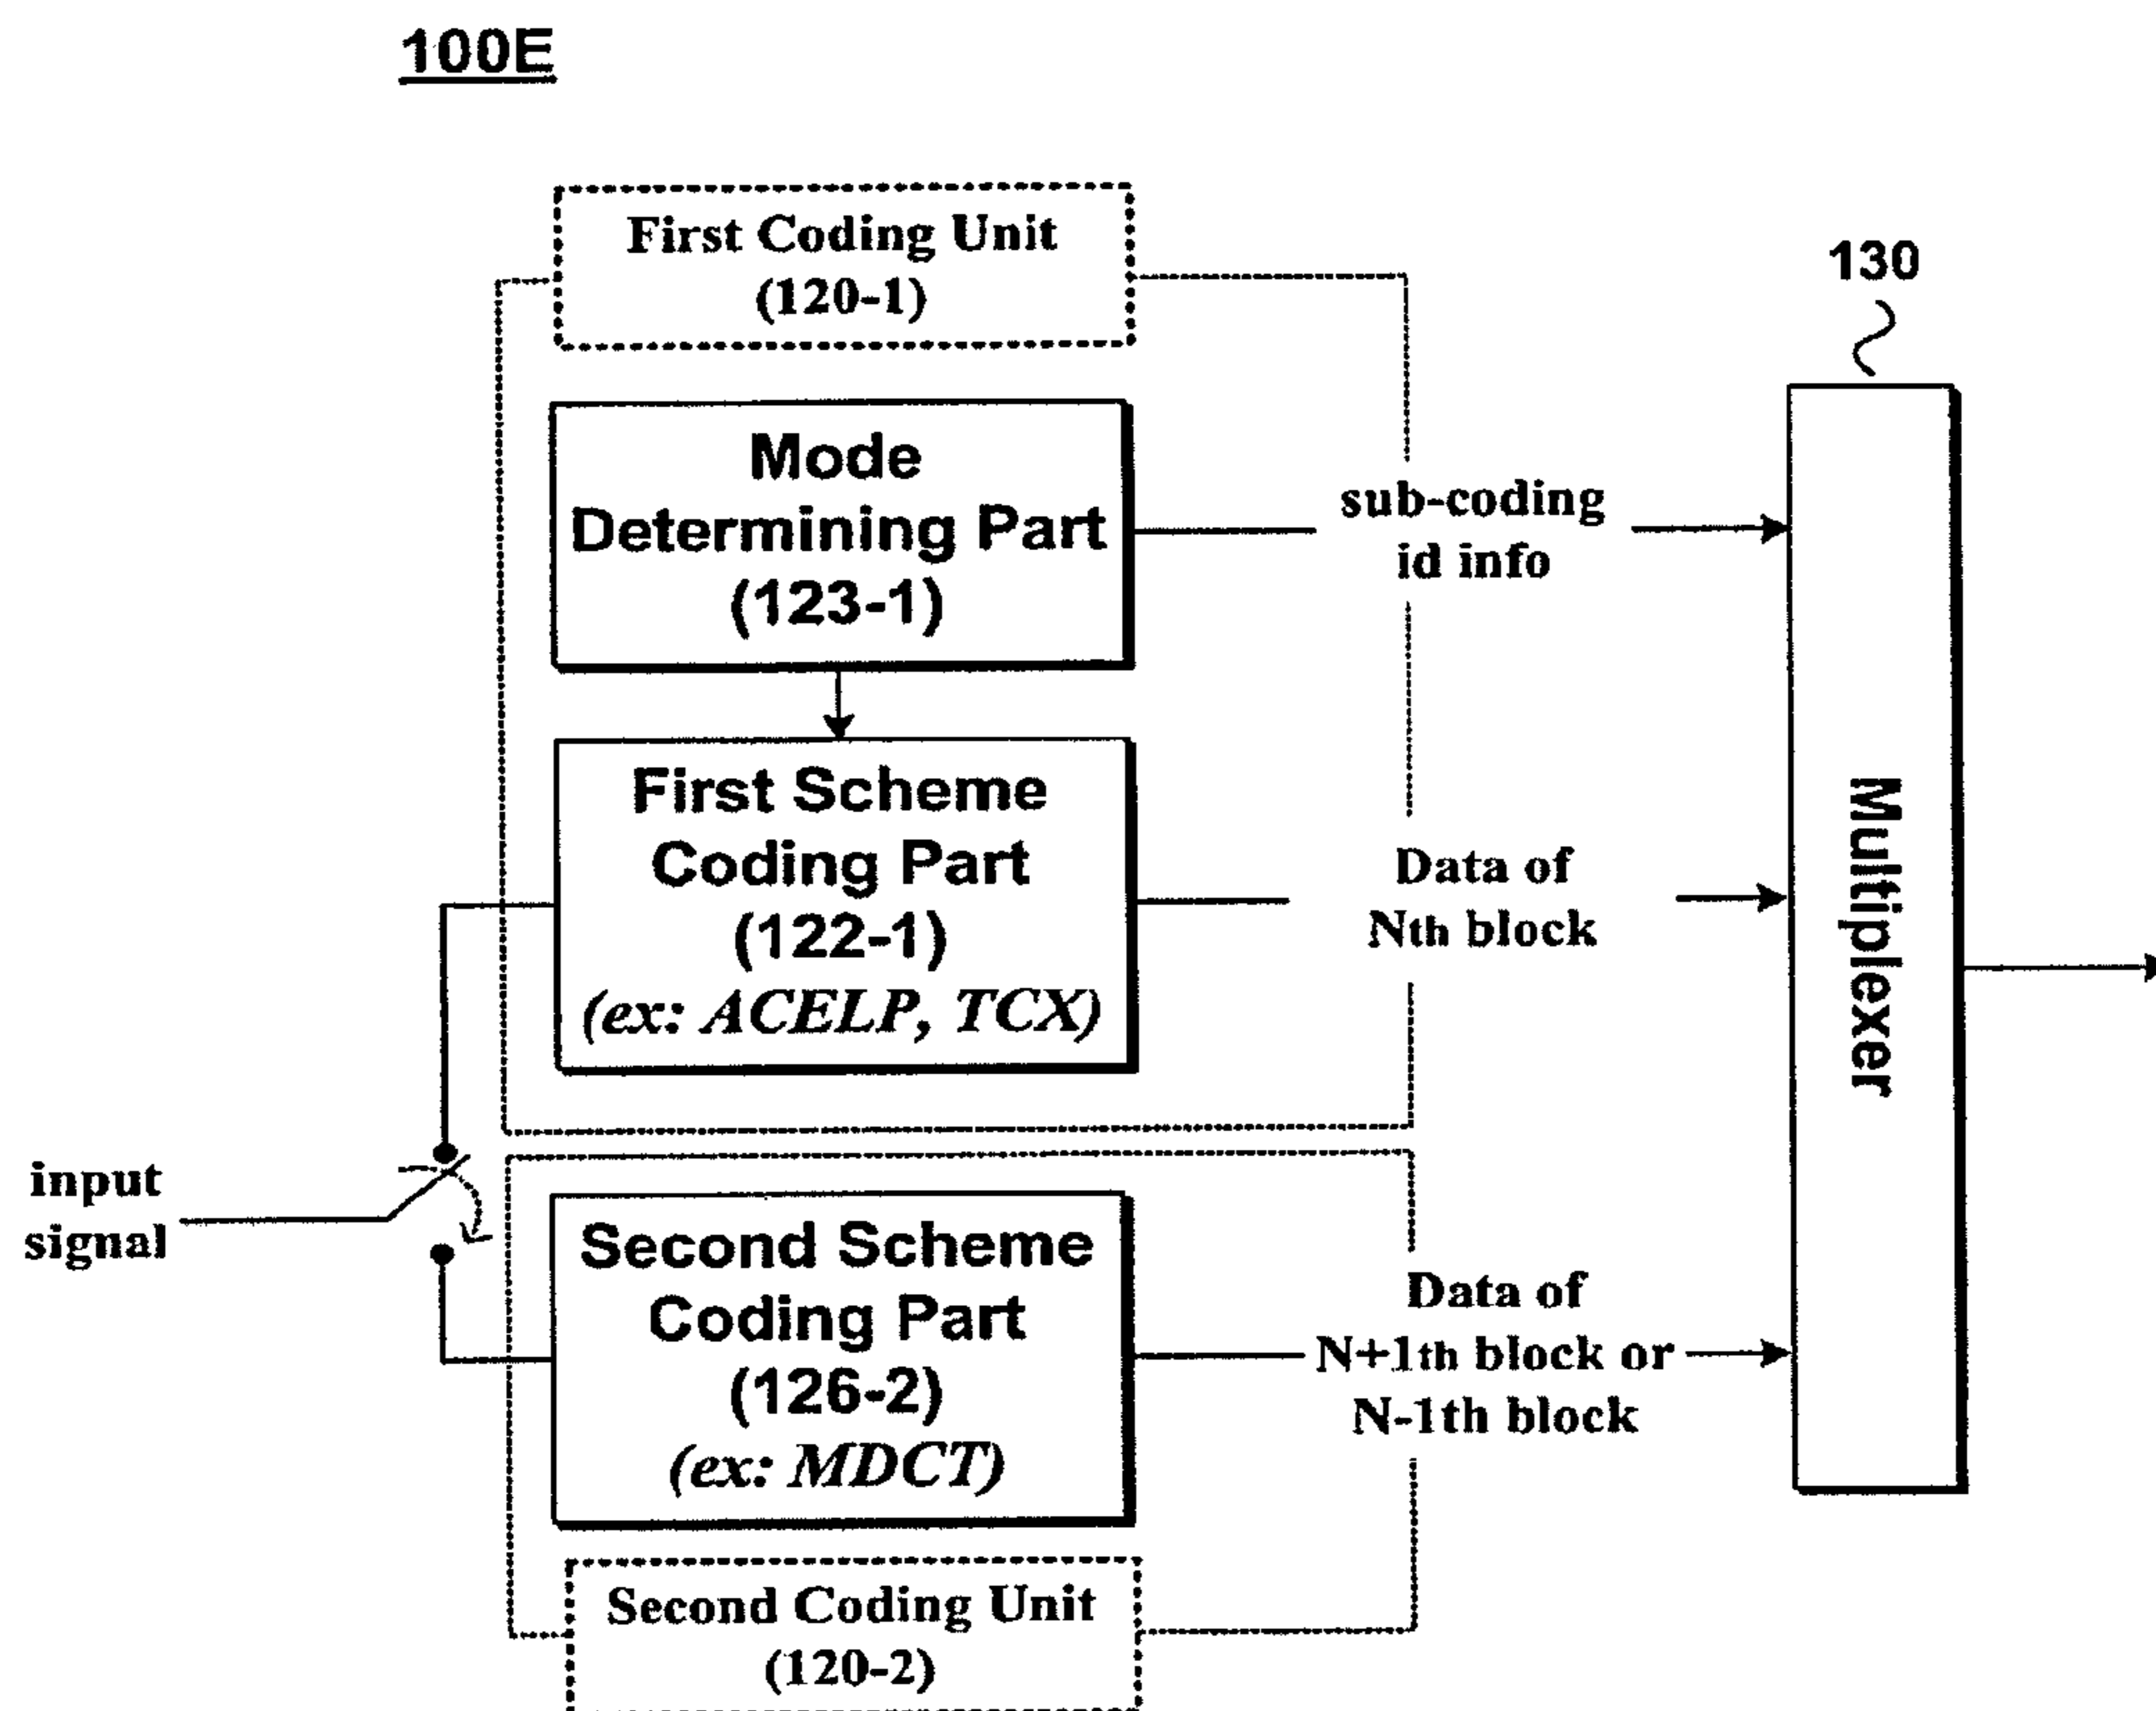 100E
First Coding Unit
(120-1)
130
Mode
Determining Part
(123-1)
sub-coding
id info
First Scheme
Coding Part
(122-1)
(ex: ACELP, TCX)
Data of
Nth block
Multiplexer
input
signal
Second Scheme
Coding Part
(126-2)
(ex: MDCT)
Data of
N+1th block or
N-1th block
Second Coding Unit
(120-2)